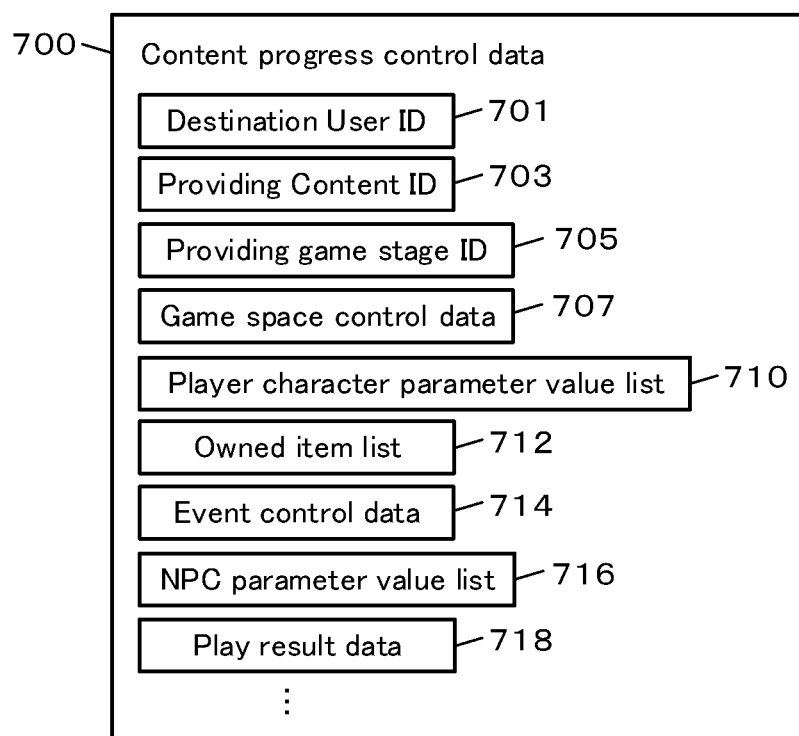 700
Content progress control data
Destination User ID 701
Providing Content ID 703
Providing game stage ID 705
Game space control data 707
Player character parameter value list 710
Owned item list 712
Event control data 714
NPC parameter value list 716
Play result data 718
⋮